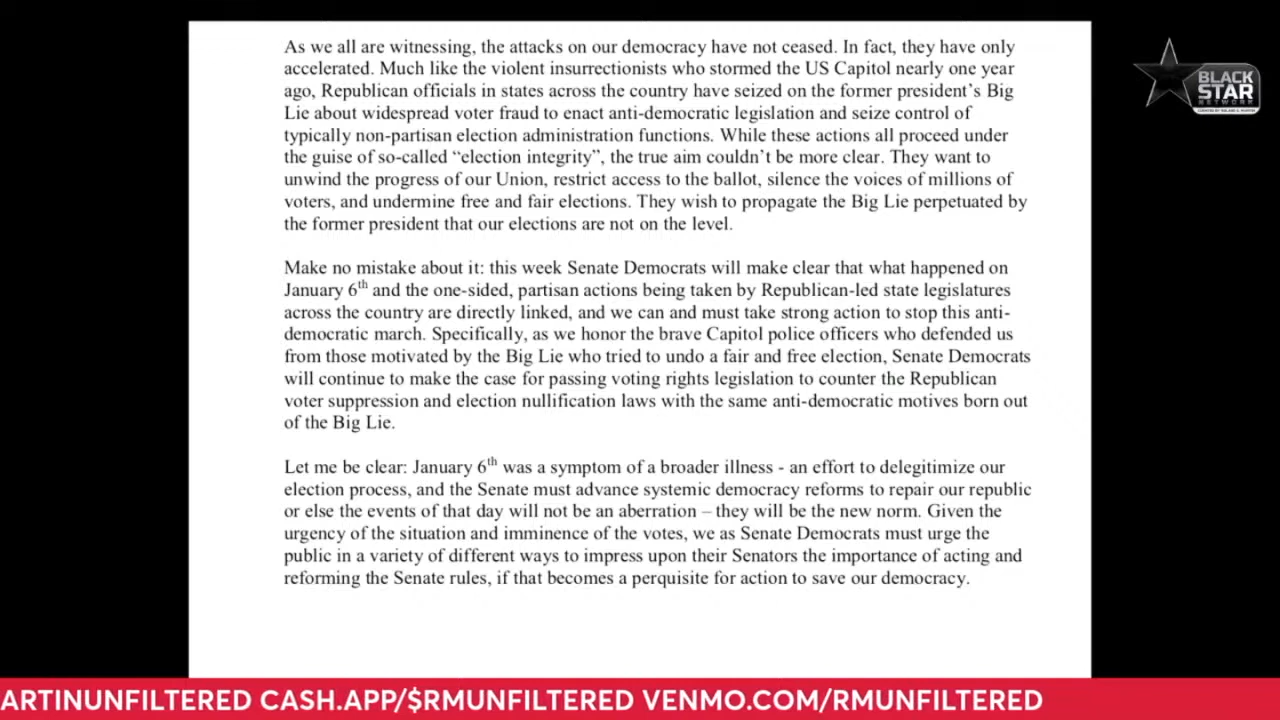 As we all are witnessing, the attacks on our democracy have not ceased. In fact, they have only
accelerated. Much like the violent insurrectionists who stormed the US Capitol nearly one year
ago, Republican officials in states across the country have seized on the former president's Big
Lie about widespread voter fraud to enact anti-democratic legislation and seize control of
typically non-partisan election administration functions. While these actions all proceed under
the guise of so-called “election integrity”, the true aim couldn't be more clear. They want to
unwind the progress of our Union, restrict access to the ballot, silence the voices of millions of
voters, and undermine free and fair elections. They wish to propagate the Big Lie perpetuated by
the former president that our elections are not on the level.
Make no mistake about it: this week Senate Democrats will make clear that what happened on
January 6th and the one-sided, partisan actions being taken by Republican-led state legislatures
across the country are directly linked, and we can and must take strong action to stop this anti-
democratic march. Specifically, as we honor the brave Capitol police officers who defended us
from those motivated by the Big Lie who tried to undo a fair and free election, Senate Democrats
will continue to make the case for passing voting rights legislation to counter the Republican
voter suppression and election nullification laws with the same anti-democratic motives born out
of the Big Lie.
Let me be clear: January 6th was a symptom of a broader illness - an effort to delegitimize our
election process, and the Senate must advance systemic democracy reforms to repair our republic
or else the events of that day will not be an aberration – they will be the new norm. Given the
urgency of the situation and imminence of the votes, we as Senate Democrats must urge the
public in a variety of different ways to impress upon their Senators the importance of acting and
reforming the Senate rules, if that becomes a perquisite for action to save our democracy.
BLACK
STAR
NETWORK
ARTINUNFILTERED CASH.APP/$RMUNFILTERED VENMO.COM/RMUNFILTERED